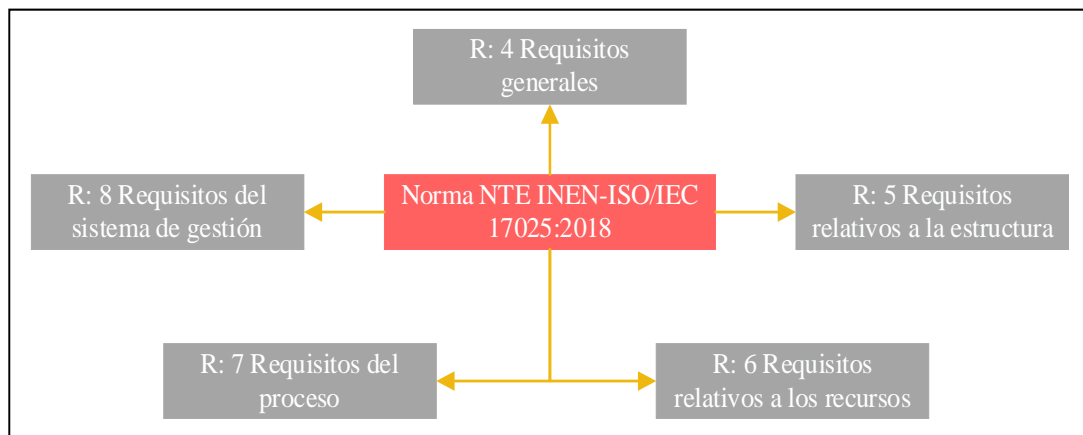 R: 4 Requisitos
generales
R: 8 Requisitos del
sistema de gestión
Norma NTE INEN-ISO/IEC
17025:2018
R: 5 Requisitos
relativos a la estructura
R: 7 Requisitos del
proceso
R: 6 Requisitos
relativos a los recursos